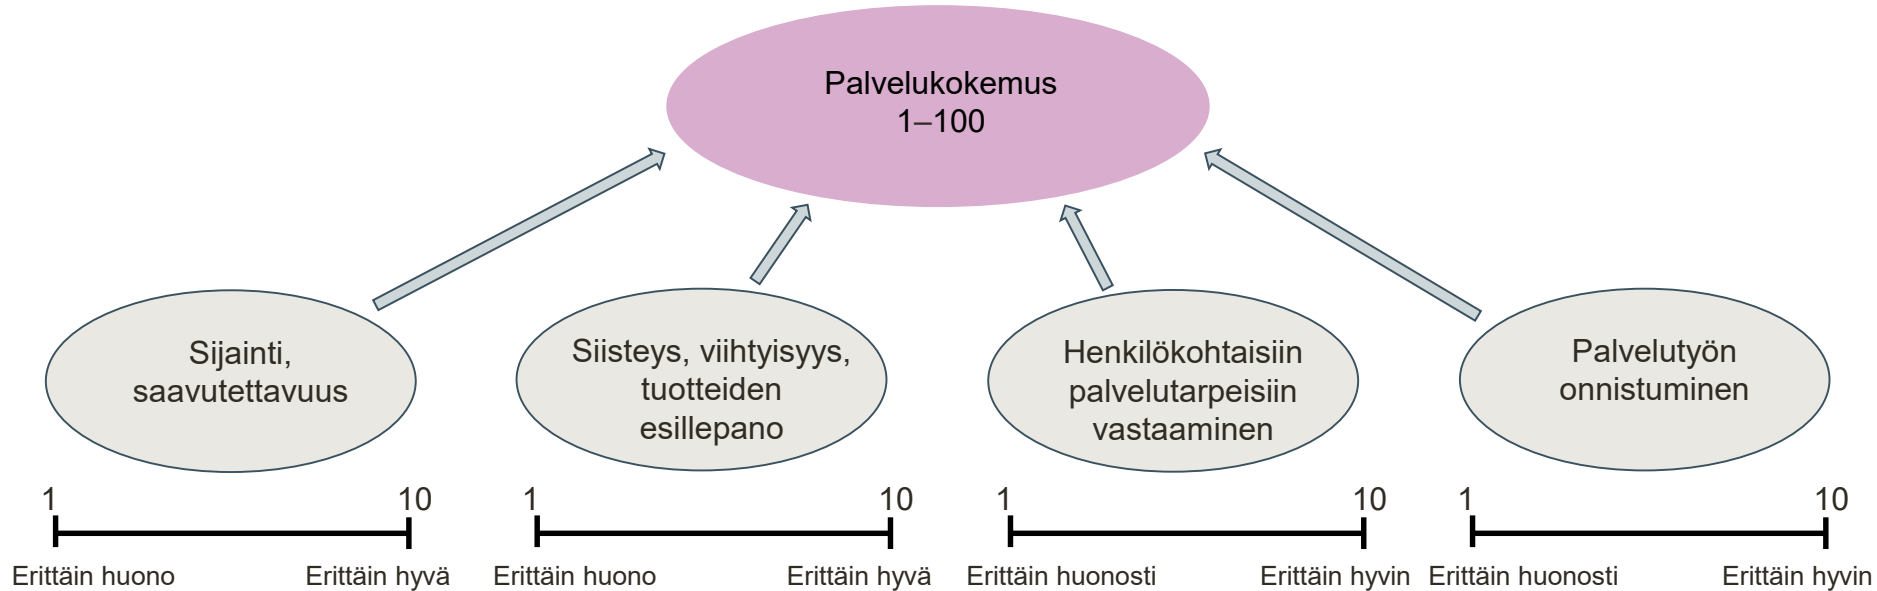 Palvelukokemus
1–100
Sijainti,
saavutettavuus
Siisteys, viihtyisyys,
tuotteiden
esillepano
Henkilökohtaisiin
palvelutarpeisiin
vastaaminen
Palvelutyön
onnistuminen
1 10
Erittäin huono Erittäin hyvä
1 10
Erittäin huono Erittäin hyvä
1 10
Erittäin huonosti Erittäin hyvin
1 10
Erittäin huonosti Erittäin hyvin